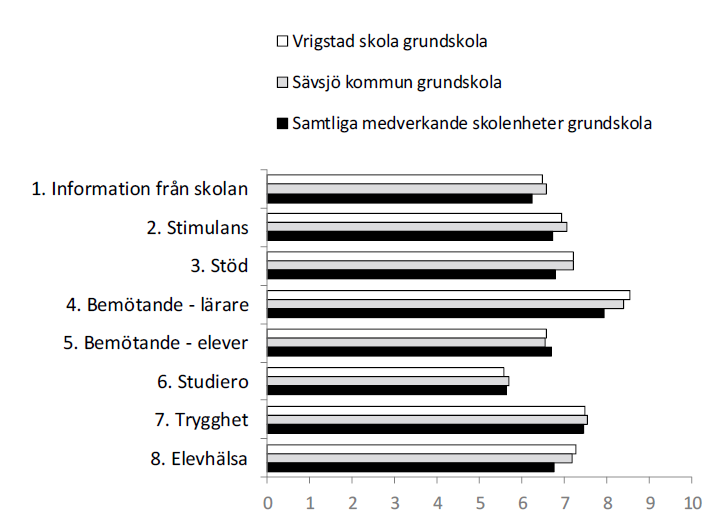 Vrigstad skola grundskola
Sävsjö kommun grundskola
Samtliga medverkande skolenheter grundskola
1. Information från skolan
2. Stimulans
3. Stöd
4. Bemötande - lärare
5. Bemötande - elever
6. Studiero
7. Trygghet
8. Elevhälsa
0 1 2 3 4 5 6 7 8 9 10